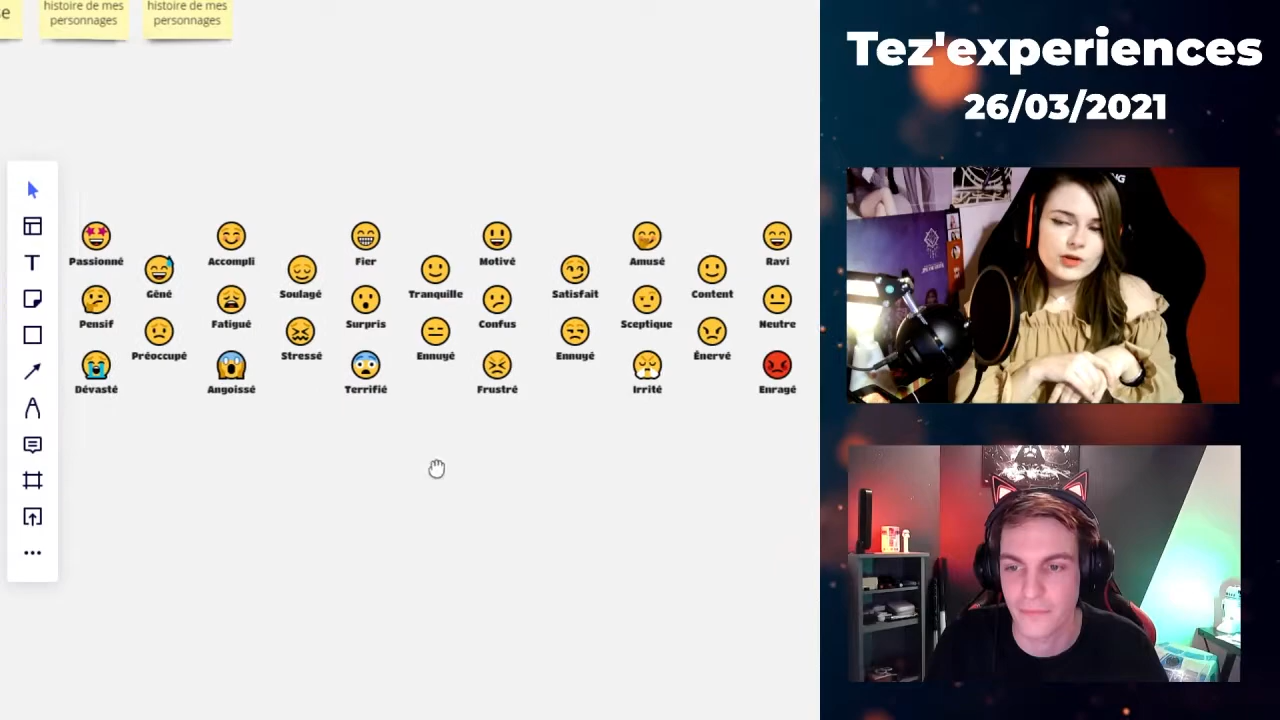 e
histoire de mes
personnages
histoire de mes
personnages
Tez'experiences
26/03/2021
Passionné
Accompli
Fier
Motivé
Amusé
Ravi
Gêné
Soulagé
Tranquille
Satisfait
Content
Pensif
Fatigué
Surpris
Confus
Sceptique
Neutre
Préoccupé
Stressé
Ennuyé
Ennuyé
Énervé
Dévasté
Angoissé
Terrifié
Frustré
Irrité
Enragé
T
NG